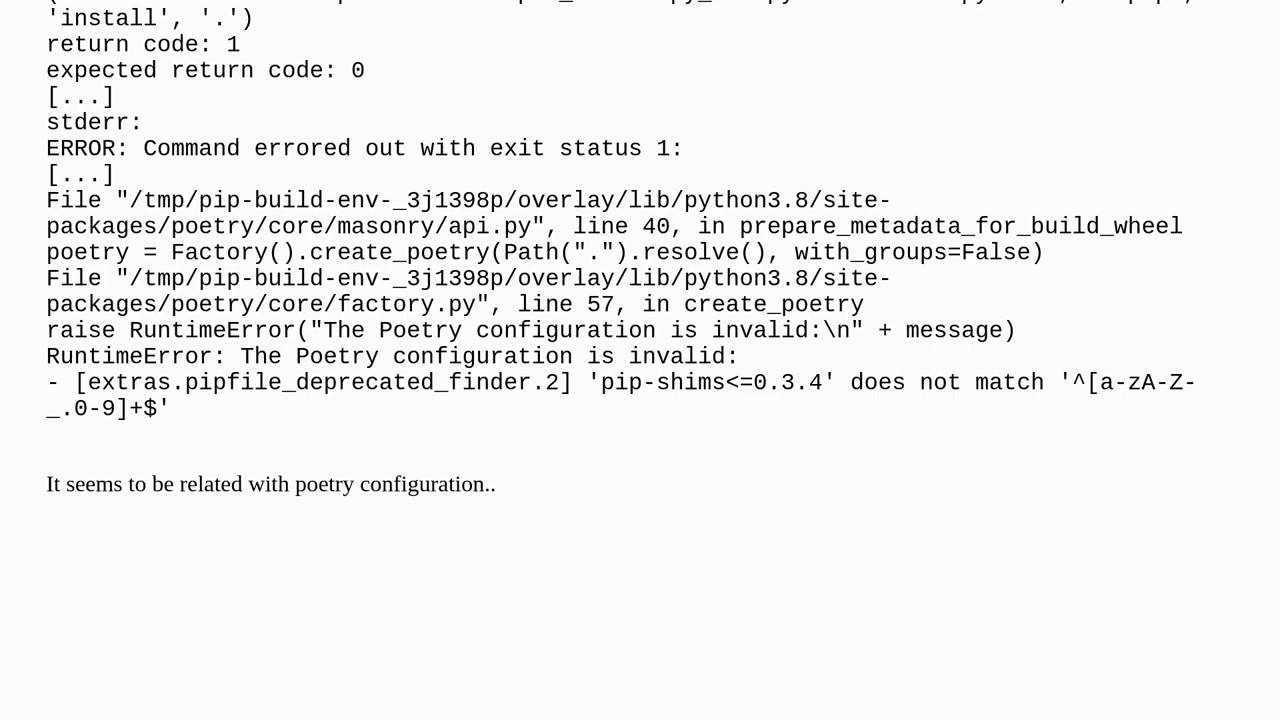 'install', '.')
return code: 1
expected return code: 0
[...]
stderr:
ERROR: Command errored out with exit status 1:
[...]
File "/tmp/pip-build-env-_3j1398p/overlay/lib/python3.8/site-
packages/poetry/core/masonry/api.py", line 40, in prepare_metadata_for_build_wheel
poetry = Factory().create_poetry(Path(".").resolve(), with_groups=False)
File "/tmp/pip-build-env-_3j1398p/overlay/lib/python3.8/site-
packages/poetry/core/factory.py", line 57, in create_poetry
raise RuntimeError("The Poetry configuration is invalid:\n" + message)
RuntimeError: The Poetry configuration is invalid:
- [extras.pipfile_deprecated_finder.2] 'pip-shims<=0.3.4' does not match '^[a-zA-Z-
_.0-9]+$'
It seems to be related with poetry configuration..